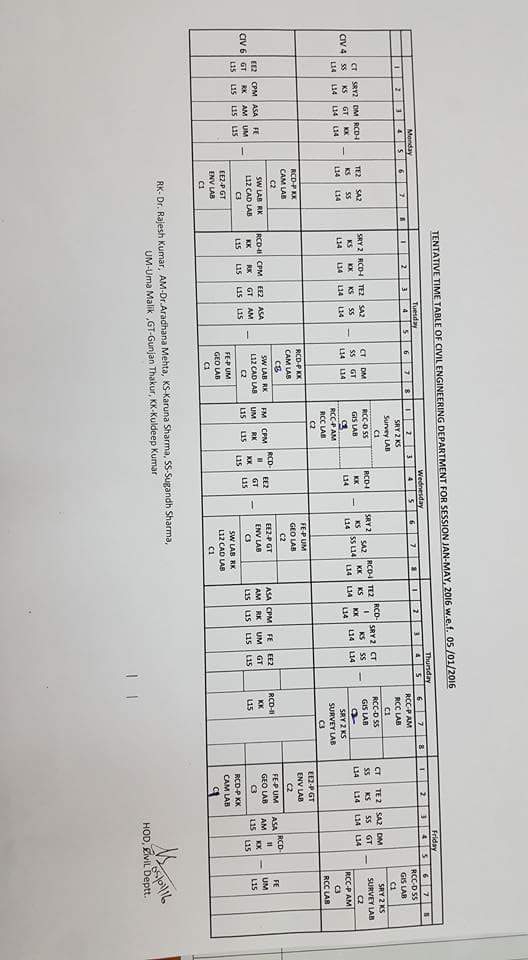 TENTATIVE TIME TABLE OF CIVIL ENGINEERING DEPARTMENT FOR SESSION JAN-MAY, 2016 w.e.f. 05 /01/2016
Monday Tuesday Wednesday Thursday Friday
1 2 3 4 5 6 7 8 1 2 3 4 5 6 7 8 1 2 3 4 5 6 7 8 1 2 3 4 5 6 7 8 1 2 3 4 5 6 7 8
CIV 4
CT SS L14
SRY2 KS L14
DM GT L14
RCD-I KK L14
—
TE2 KS L14
SA2 SS L14
SRY 2 KS L14
RCD-I KK L14
TE2 KS L14
SA2 SS L14
—
CT SS L14
DM GT L14
SRY 2 KS
Survey LAB
C1
RCC-D SS
GIS LAB
RCC-P AM
RCC LAB
C2
RCD-I KK L14
—
SRY 2 KS L14
SA2 SS L14
RCD-I KK L14
TE2 KS L14
RCD-I KK L14
SRY 2 KS L14
CT SS L14
—
RCC-P AM
RCC LAB
C1
RCC-D SS
GIS LAB
SRY 2 KS
SURVEY LAB
C3
CT SS L14
TE 2 KS L14
SA2 SS L14
DM GT L14
—
RCC-D SS
GIS LAB
C1
SRY 2 KS
SURVEY LAB
C2
RCC-P AM
C3
RCC LAB
CIV 6
EE2 GT L15
CPM RK L15
ASA AM L15
FE UM L15
—
RCD-P KK
CAM LAB
C2
SW LAB RK
L12 CAD LAB
C3
EE2-P GT
ENV LAB
C1
RCD-II KK L15
CPM RK L15
EE2 GT L15
ASA AM L15
—
RCD-P KK
CAM LAB
C3
SW LAB RK
L12 CAD LAB
C2
FE-P UM
GEO LAB
C1
FM UM L15
CPM RK L15
RCD-II KK L15
EE2 GT L15
—
FE-P UM
GEO LAB
C2
EE2-P GT
ENV LAB
C3
SW LAB RK
L12 CAD LAB
C1
ASA AM L15
CPM RK L15
FE UM L15
EE2 GT L15
—
RCD-II KK L15
EE2-P GT
ENV LAB
C2
FE-P UM
GEO LAB
C3
RCD-P KK
CAM LAB
C1
ASA AM L15
RCD-II KK L15
—
FE UM L15
RK- Dr. Rajesh Kumar, AM-Dr.Aradhana Mehta, KS-Karuna Sharma, SS-Sugandh Sharma,
UM-Uma Malik ,GT-Gunjan Thakur, KK-Kuldeep Kumar
05/01/16
HOD, Civil Deptt.